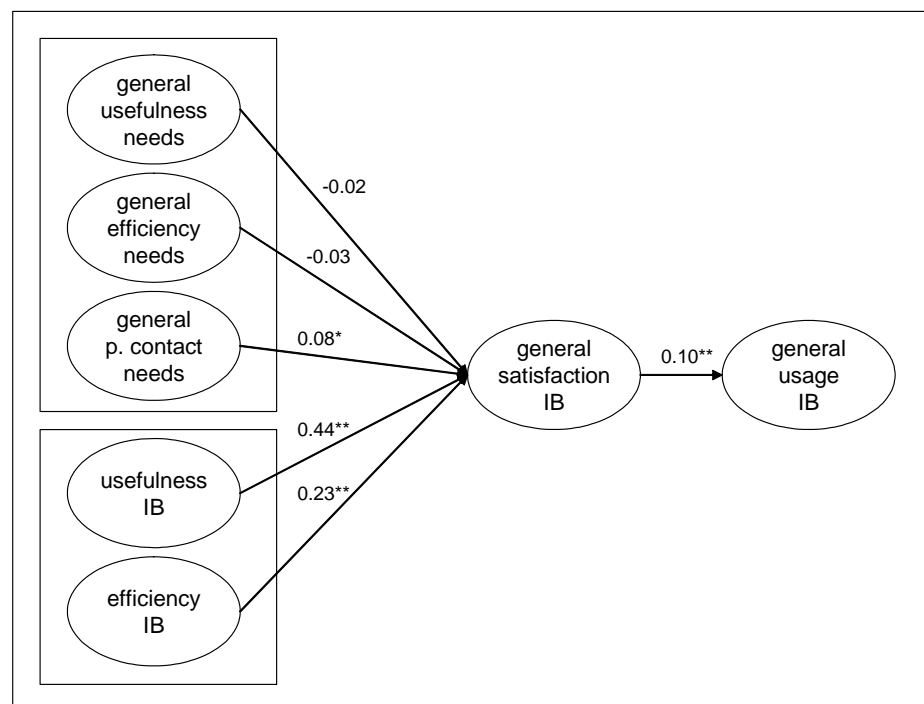 general
usefulness
needs
-0.02
general
efficiency
needs
-0.03
general
p. contact
needs
0.08*
general
satisfaction
IB
0.10**
general
usage
IB
0.44**
usefulness
IB
0.23**
efficiency
IB